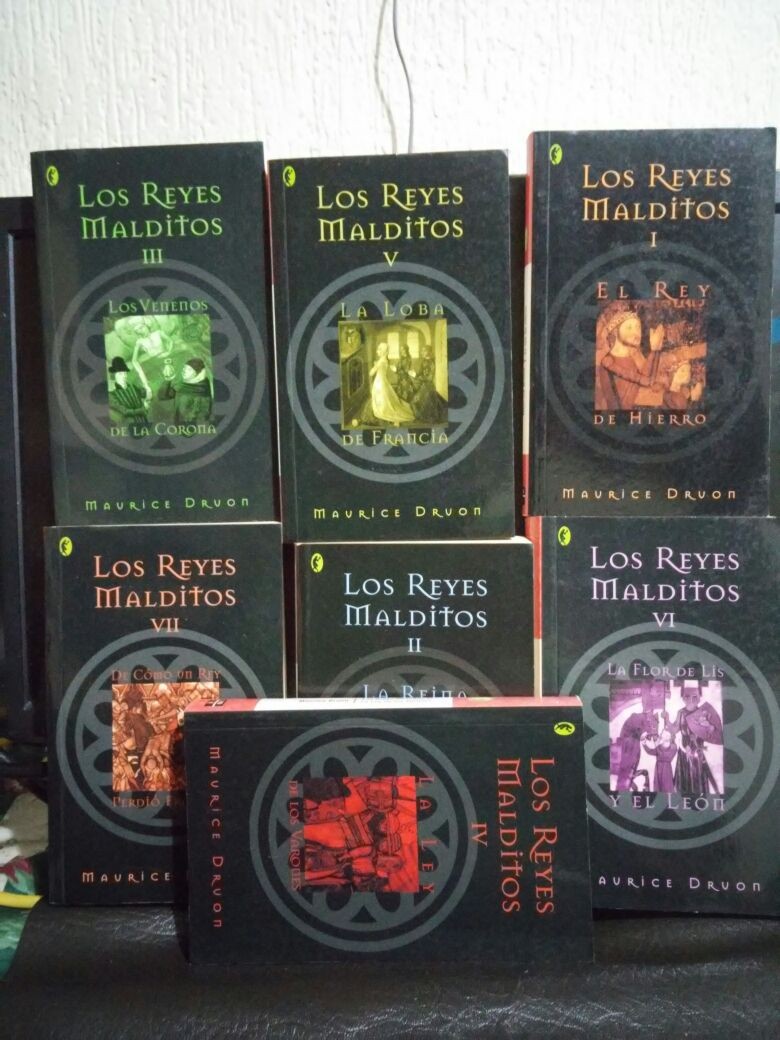 Los Reyes
Malditos
III
Los Venenos
de la Corona
Maurice Druon
Los Reyes
Malditos
V
La Loba
de Francia
Maurice Druon
Los Reyes
Malditos
I
El Rey
de Hierro
Maurice Druon
Los Reyes
Malditos
VII
De Cómo un Rey
Perdió
Maurice
Los Reyes
Malditos
II
La Reina
Los Reyes
Malditos
VI
La Flor de Lis
y el León
aurice Druon
Los Reyes
Malditos
IV
La Ley
de los Varones
Maurice Druon